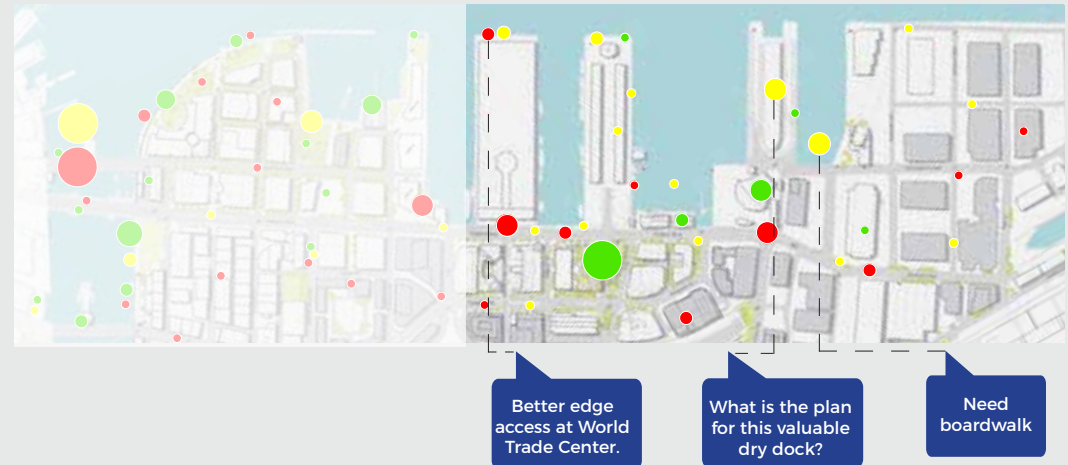 Better edge
access at World
Trade Center.
What is the plan
for this valuable
dry dock?
Need
boardwalk